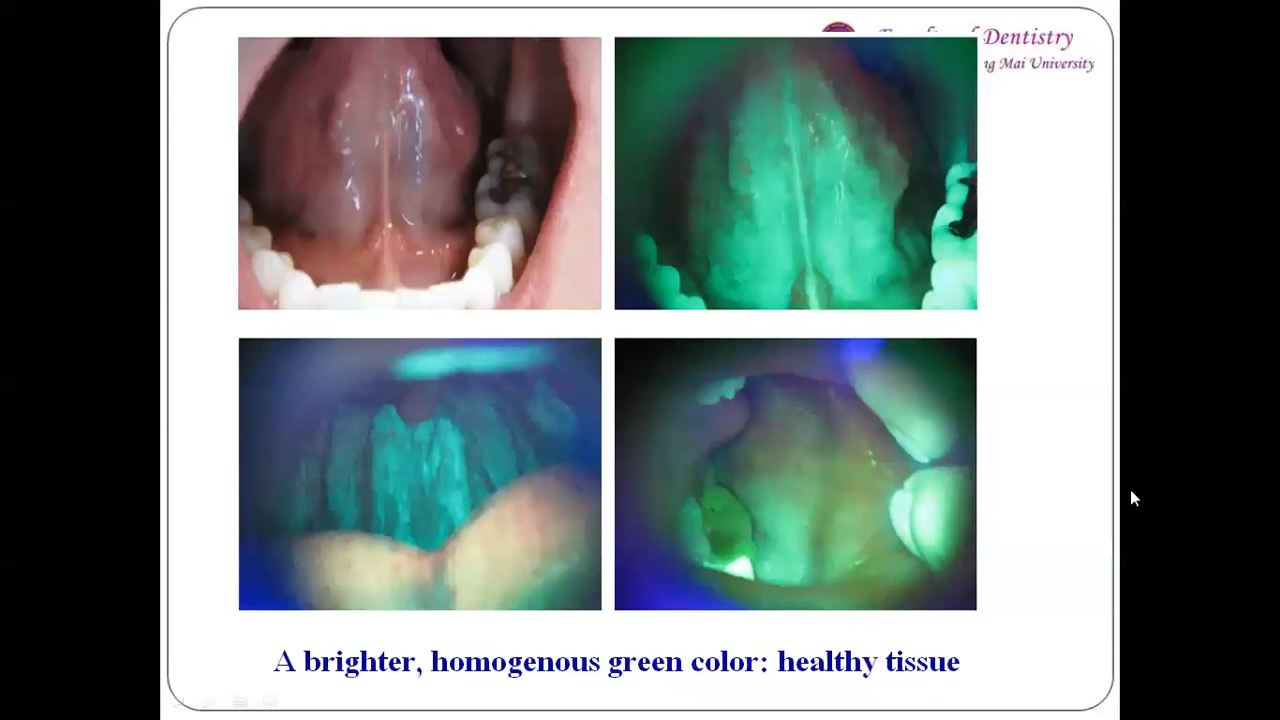 Dentistry
Mai University
A brighter, homogenous green color: healthy tissue